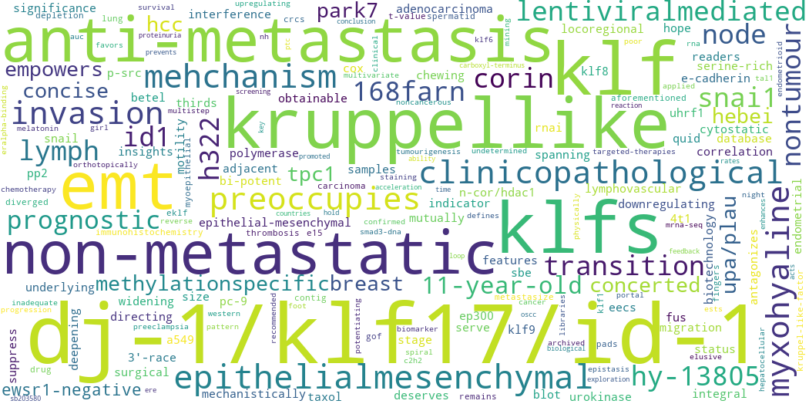 significance survival lung adenocarcinoma park7 lentiviralmediated
depletion upregulating crcs spermatid
auc favors interference hcc t-value locoregional hope node
anti-metastasis klf
proteinuria nh klf6 mining poor rna readers
empowers prevents p-src clinical carboxyl-terminus tall serine-rich
mehchanism cox multivariate klf8 e-cadherin endometrioid
concise screening chewing corin applied snai1 nontumour
168farn
invasion multistep betel obtainable noncancerous reaction
thirds key rnai uhrf1 hebei
kruppellike
snail id1 motility girl h322 ability quid cytostatic
melatonin promoted tumourigenesis undetermined targeted-therapies database
lymph insights polymerase adjacent samples spanning correlation
orthotopically staining
pp2 bi-potent tpc1 clinicopathological
chemotherapy carcinoma acceleration rates
emt myoepithelial
diverged preoccupies n-cor/hdac1 lymphovascular
eklf time night indicator downregulating
prognostic reverse countries hold mutually 4t1 endometrial
epithelial-mesenchymal confirmed defines physically enhances
immunohistochemistry thrombosis e15 smad3-dna klfs mrna-seq
non-metastatic features loop feedback biotechnology upa/plau antagonizes
transition fingers acts
underlying methylationspecific breast sbe metastasize 11-year-old concerted
inadequate widening size pc-9 foot contig cancer ep300 klf1 portal ests
progression preeclampsia western recommended gof biomarker oscc serve eecs libraries fus migration
directing pattern potentiating stage klf9 status
dj-1/klf17/id-1
deepening a549 spiral archived pads elusive
suppress 3'-race c2h2 biological epistasis
drug surgical conclusion exploration
epithelialmesenchymal hy-13805
ewsr1-negative ere mechanistically deserves blot urokinase integral
sb203580 taxol remains
myxohyaline
hepatocellular
kruppel-like-factor
aforementioned